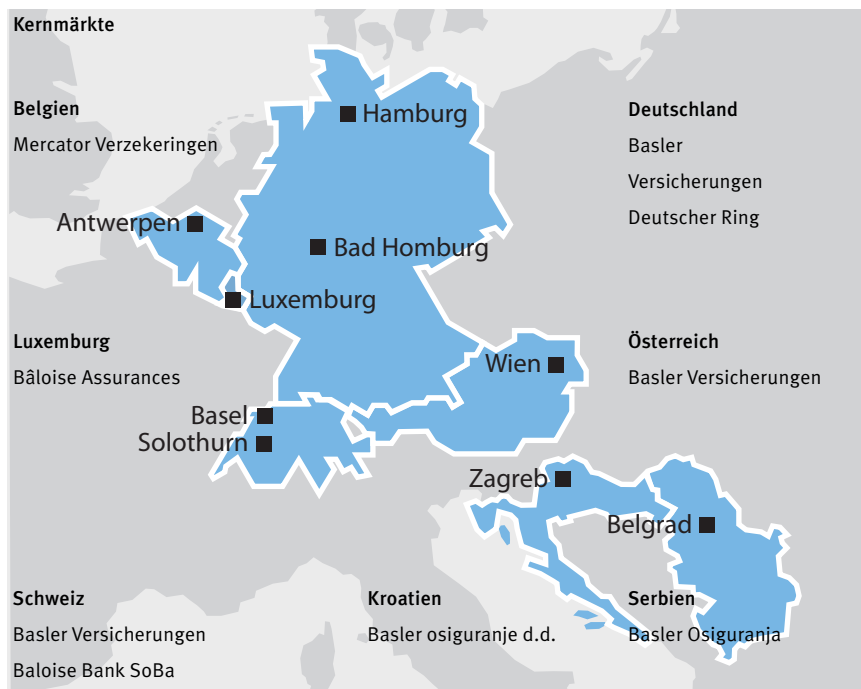 Kernmärkte
Belgien
Mercator Verzekeringen
Deutschland
Basler
Versicherungen
Deutscher Ring
Hamburg
Antwerpen
Bad Homburg
Luxemburg
Luxemburg
Bâloise Assurances
Österreich
Basler Versicherungen
Wien
Basel
Solothurn
Zagreb
Belgrad
Schweiz
Basler Versicherungen
Baloise Bank SoBa
Kroatien
Basler osiguranje d.d.
Serbien
Basler Osiguranja